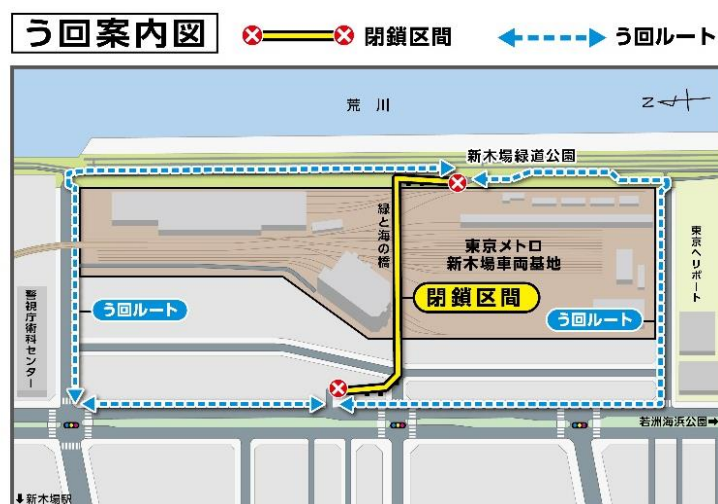 う回案内図
閉鎖区間
う回ルート
荒川
Z
新木場緑道公園
緑と海の橋
東京メトロ
新木場車両基地
閉鎖区間
う回ルート
う回ルート
東京ヘリポート
警視庁術科センター
若洲海浜公園➡
⬇新木場駅